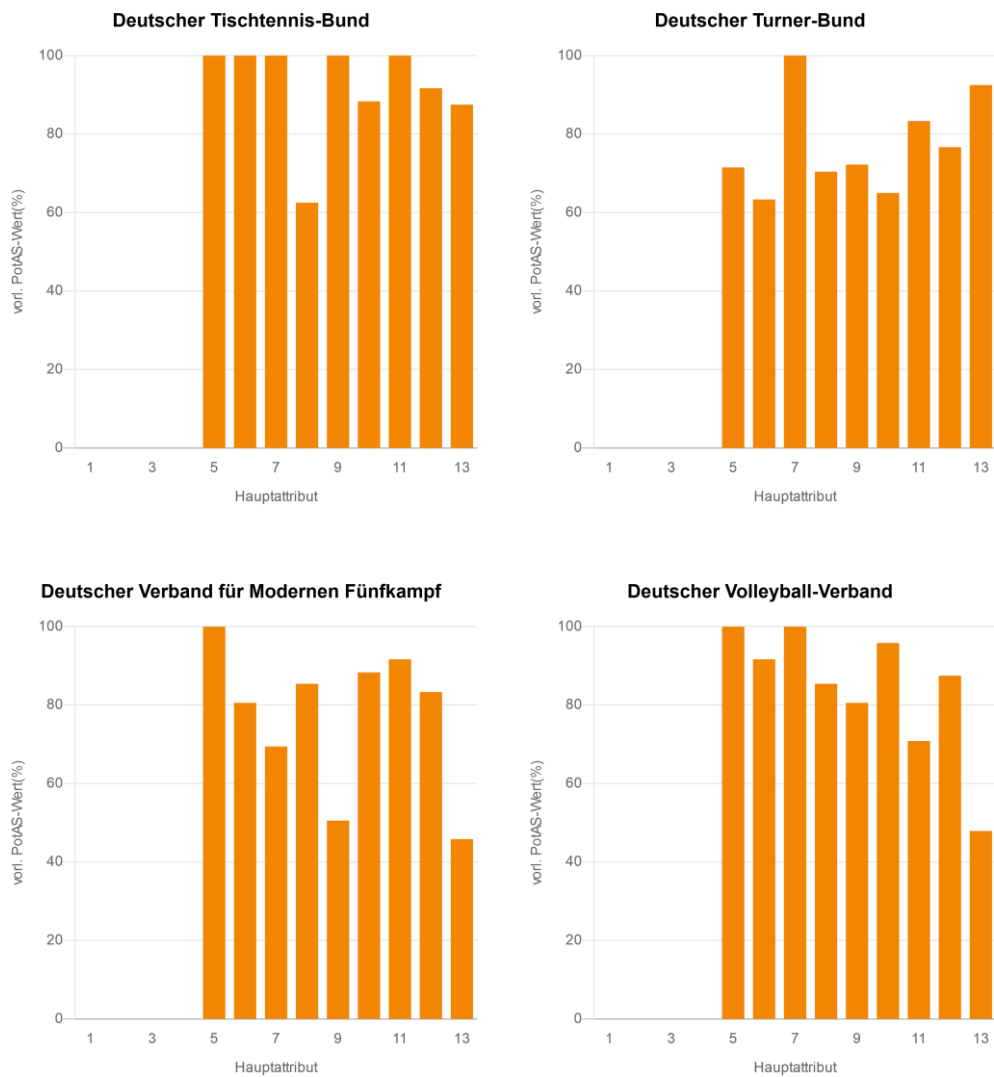 Deutscher Tischtennis-Bund
100
80
60
40
20
0
vorl. PotAS-Wert(%)
1 3 5 7 9 11 13
Hauptattribut
Deutscher Turner-Bund
100
80
60
40
20
0
vorl. PotAS-Wert(%)
1 3 5 7 9 11 13
Hauptattribut
Deutscher Verband für Modernen Fünfkampf
100
80
60
40
20
0
vorl. PotAS-Wert(%)
1 3 5 7 9 11 13
Hauptattribut
Deutscher Volleyball-Verband
100
80
60
40
20
0
vorl. PotAS-Wert(%)
1 3 5 7 9 11 13
Hauptattribut